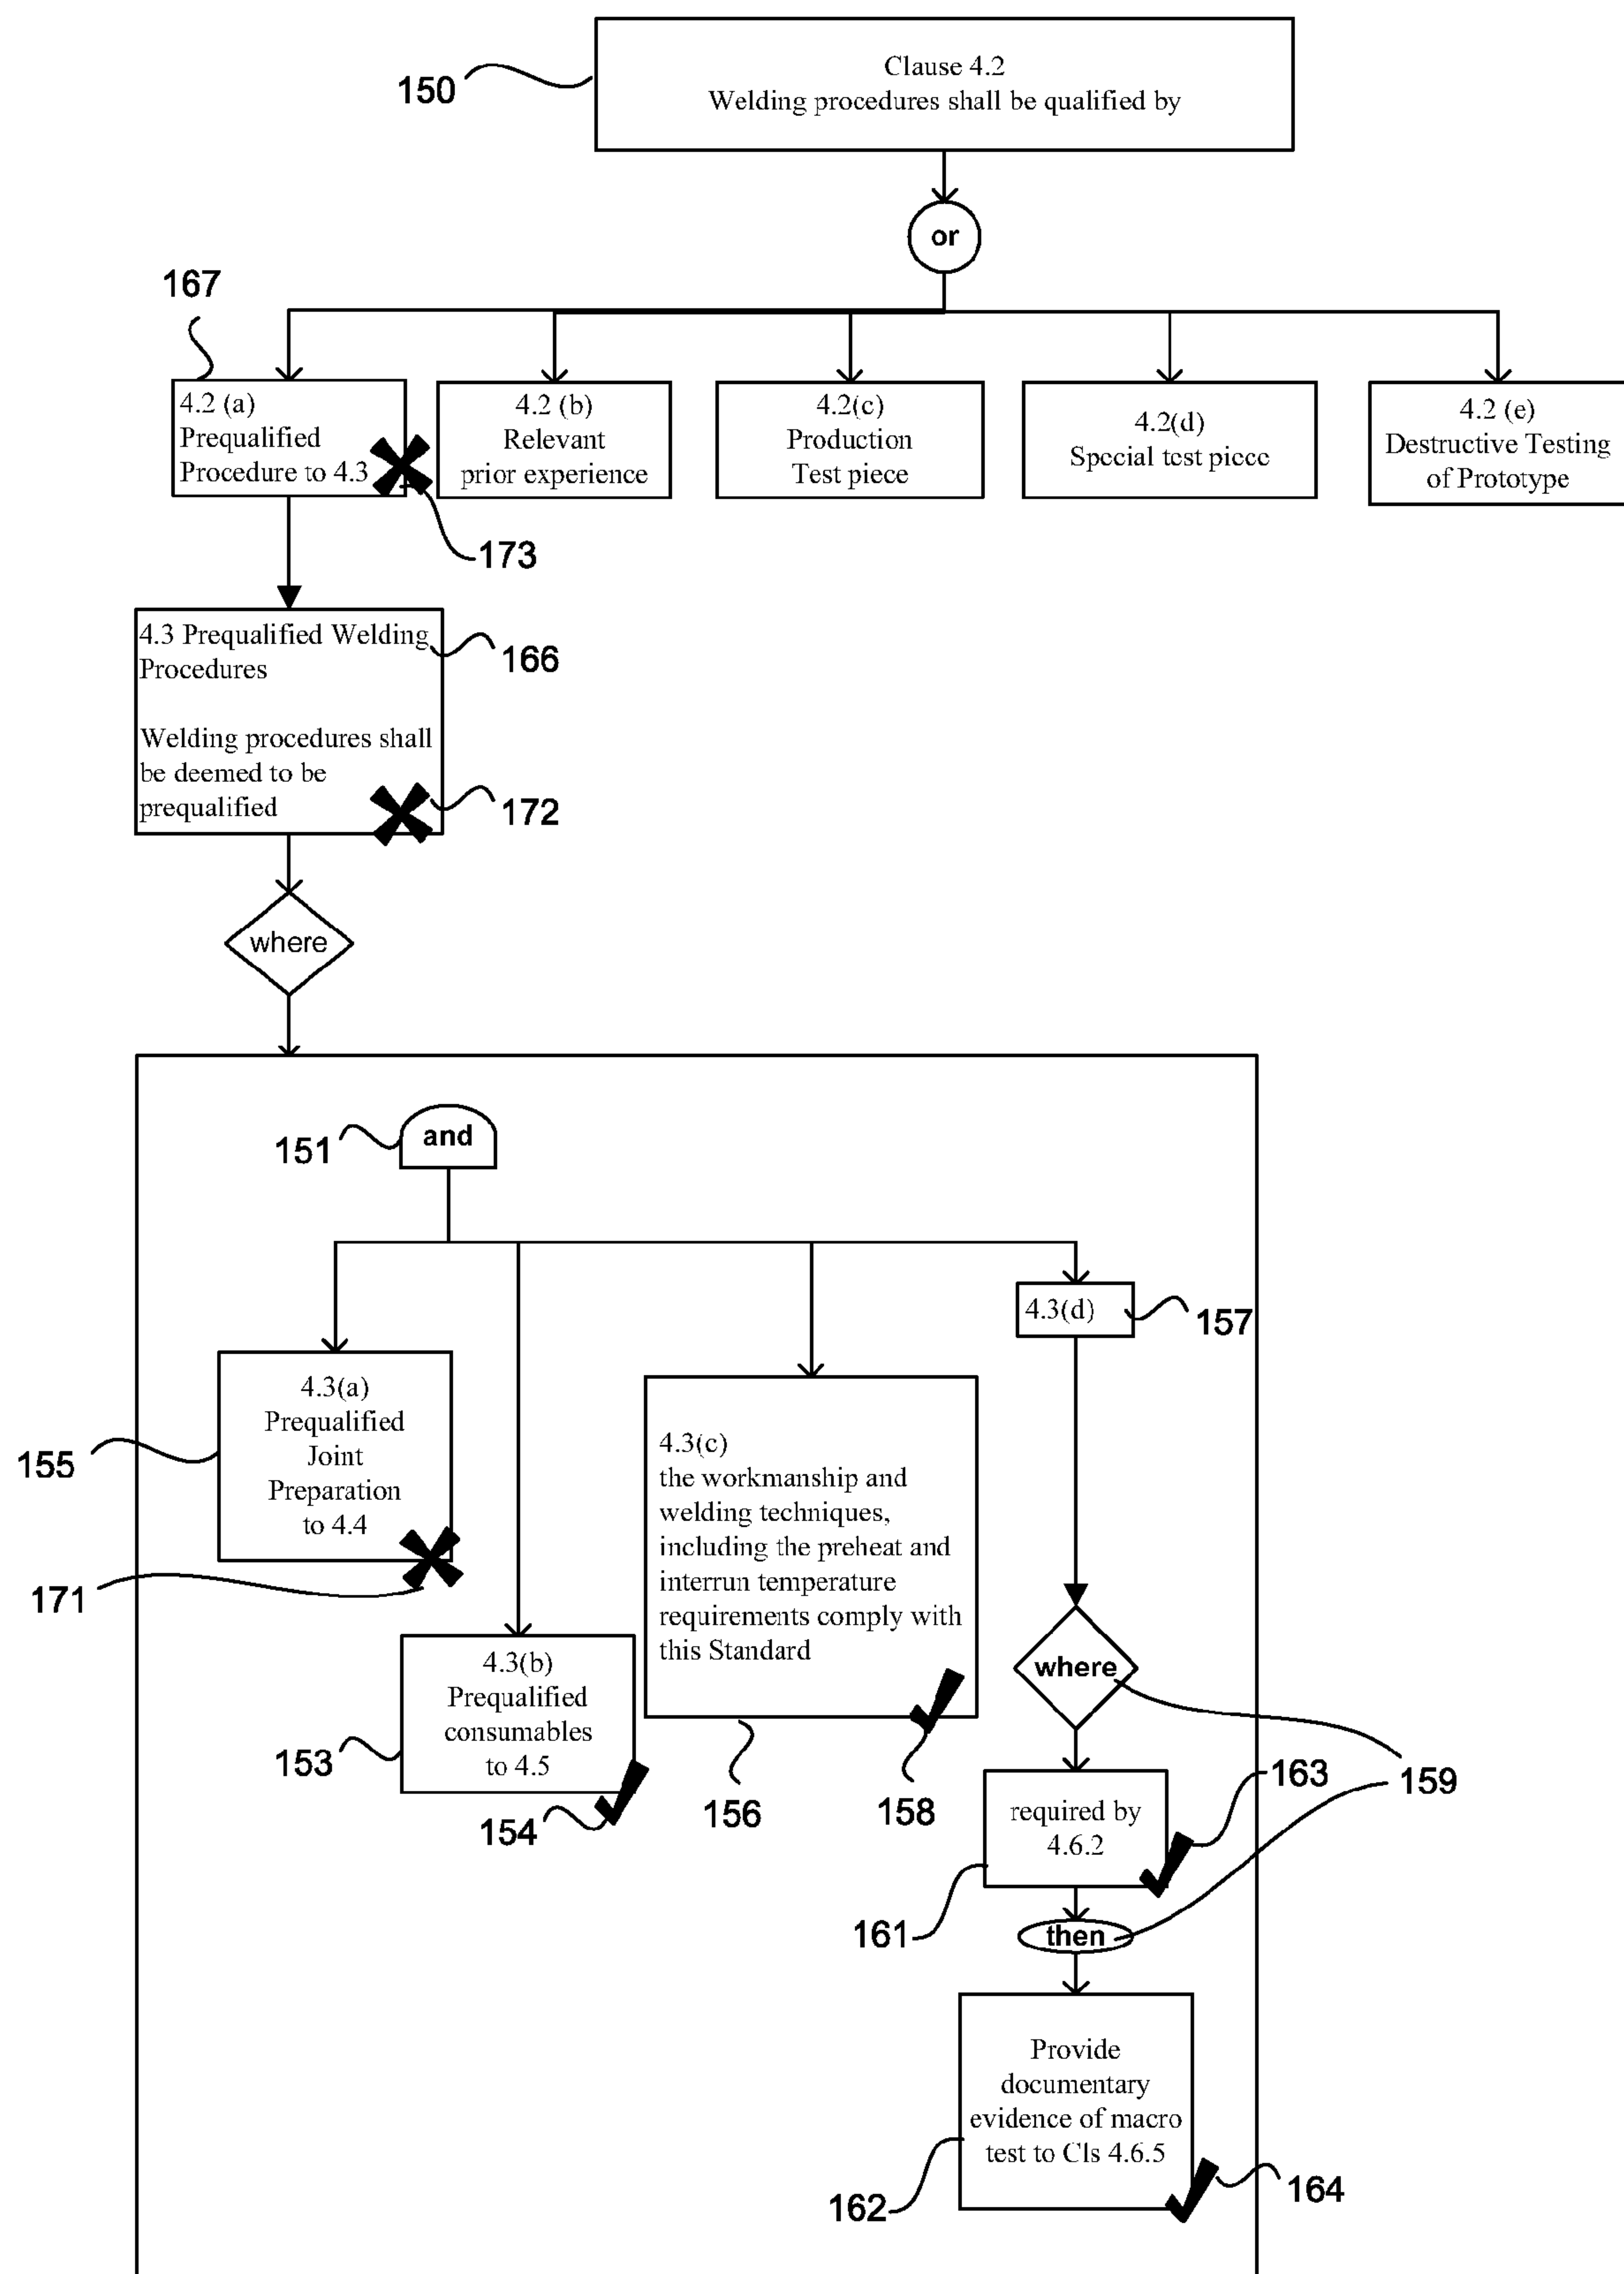 Clause 4.2
Welding procedures shall be qualified by
150
or
167
4.2 (a)
Prequalified
Procedure to 4.3
4.2 (b)
Relevant
prior experience
4.2(c)
Production
Test piece
4.2(d)
Special test piece
4.2 (e)
Destructive Testing
of Prototype
173
4.3 Prequalified Welding
Procedures
Welding procedures shall
be deemed to be
prequalified
166
172
where
151
and
4.3(d)
157
4.3(a)
Prequalified
Joint
Preparation
to 4.4
155
171
4.3(c)
the workmanship and
welding techniques,
including the preheat and
interrun temperature
requirements comply with
this Standard
4.3(b)
Prequalified
consumables
to 4.5
153
154
156
158
where
159
required by
4.6.2
163
161
then
Provide
documentary
evidence of macro
test to Cls 4.6.5
162
164